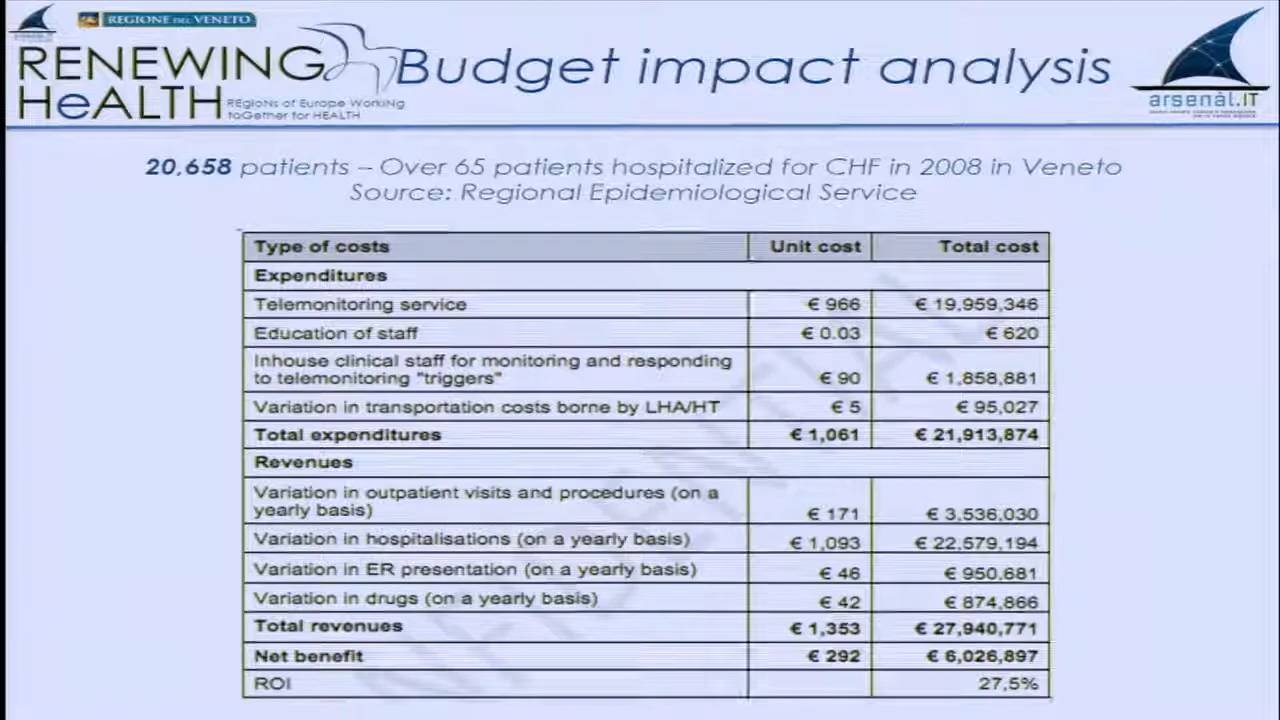 REGIONE DEL VENETO
RENEWING
HeALTH
REgioNs of Europe WorkiNg
toGether for HEALTH
Budget impact analysis
arsenàl.IT
20,658 patients – Over 65 patients hospitalized for CHF in 2008 in Veneto
Source: Regional Epidemiological Service
Type of costs Unit cost Total cost
Expenditures
Telemonitoring service € 966 € 19,959,346
Education of staff € 0.03 € 620
Inhouse clinical staff for monitoring and responding
to telemonitoring "triggers" € 90 € 1,858,881
Variation in transportation costs borne by LHA/HT € 5 € 95,027
Total expenditures € 1,061 € 21,913,874
Revenues
Variation in outpatient visits and procedures (on a
yearly basis) € 171 € 3,536,030
Variation in hospitalisations (on a yearly basis) € 1,093 € 22,579,194
Variation in ER presentation (on a yearly basis) € 46 € 950,681
Variation in drugs (on a yearly basis) € 42 € 874,866
Total revenues € 1,353 € 27,940,771
Net benefit € 292 € 6,026,897
ROI 27,5%